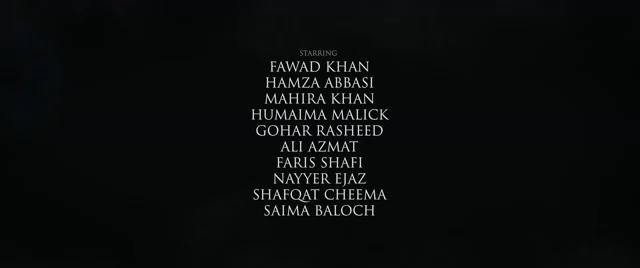 STARRING
FAWAD KHAN
HAMZA ABBASI
MAHIRA KHAN
HUMAIMA MALICK
GOHAR RASHEED
ALI AZMAT
FARIS SHAFI
NAYYER EJAZ
SHAFQAT CHEEMA
SAIMA BALOCH